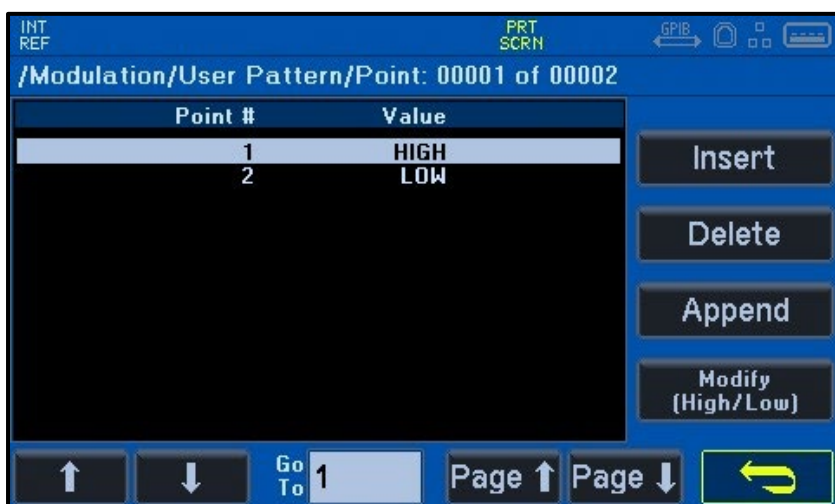 INT
REF
PRT
SCRN
GPIB
/Modulation/User Pattern/Point: 00001 of 00002
Point # Value
1 HIGH
2 LOW
Insert
Delete
Append
Modify
(High/Low)
Go
To
1
Page ↑
Page ↓